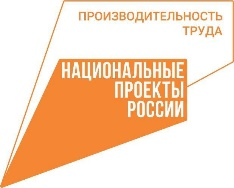 ПРОИЗВОДИТЕЛЬНОСТЬ
ТРУДА
НАЦИОНАЛЬНЫЕ
ПРОЕКТЫ
РОССИИ